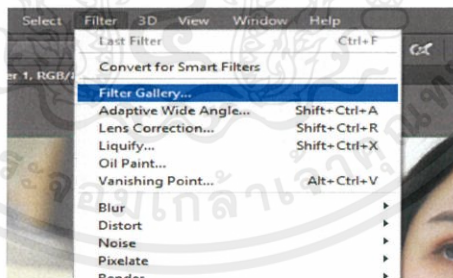 Select Filter 3D View Window Help
Last Filter Ctrl+F
Convert for Smart Filters
er 1, RGB/
Filter Gallery...
Adaptive Wide Angle... Shift+Ctrl+A
Lens Correction... Shift+Ctrl+R
Liquify... Shift+Ctrl+X
Oil Paint...
Vanishing Point... Alt+Ctrl+V
Blur
Distort
Noise
Pixelate
Render